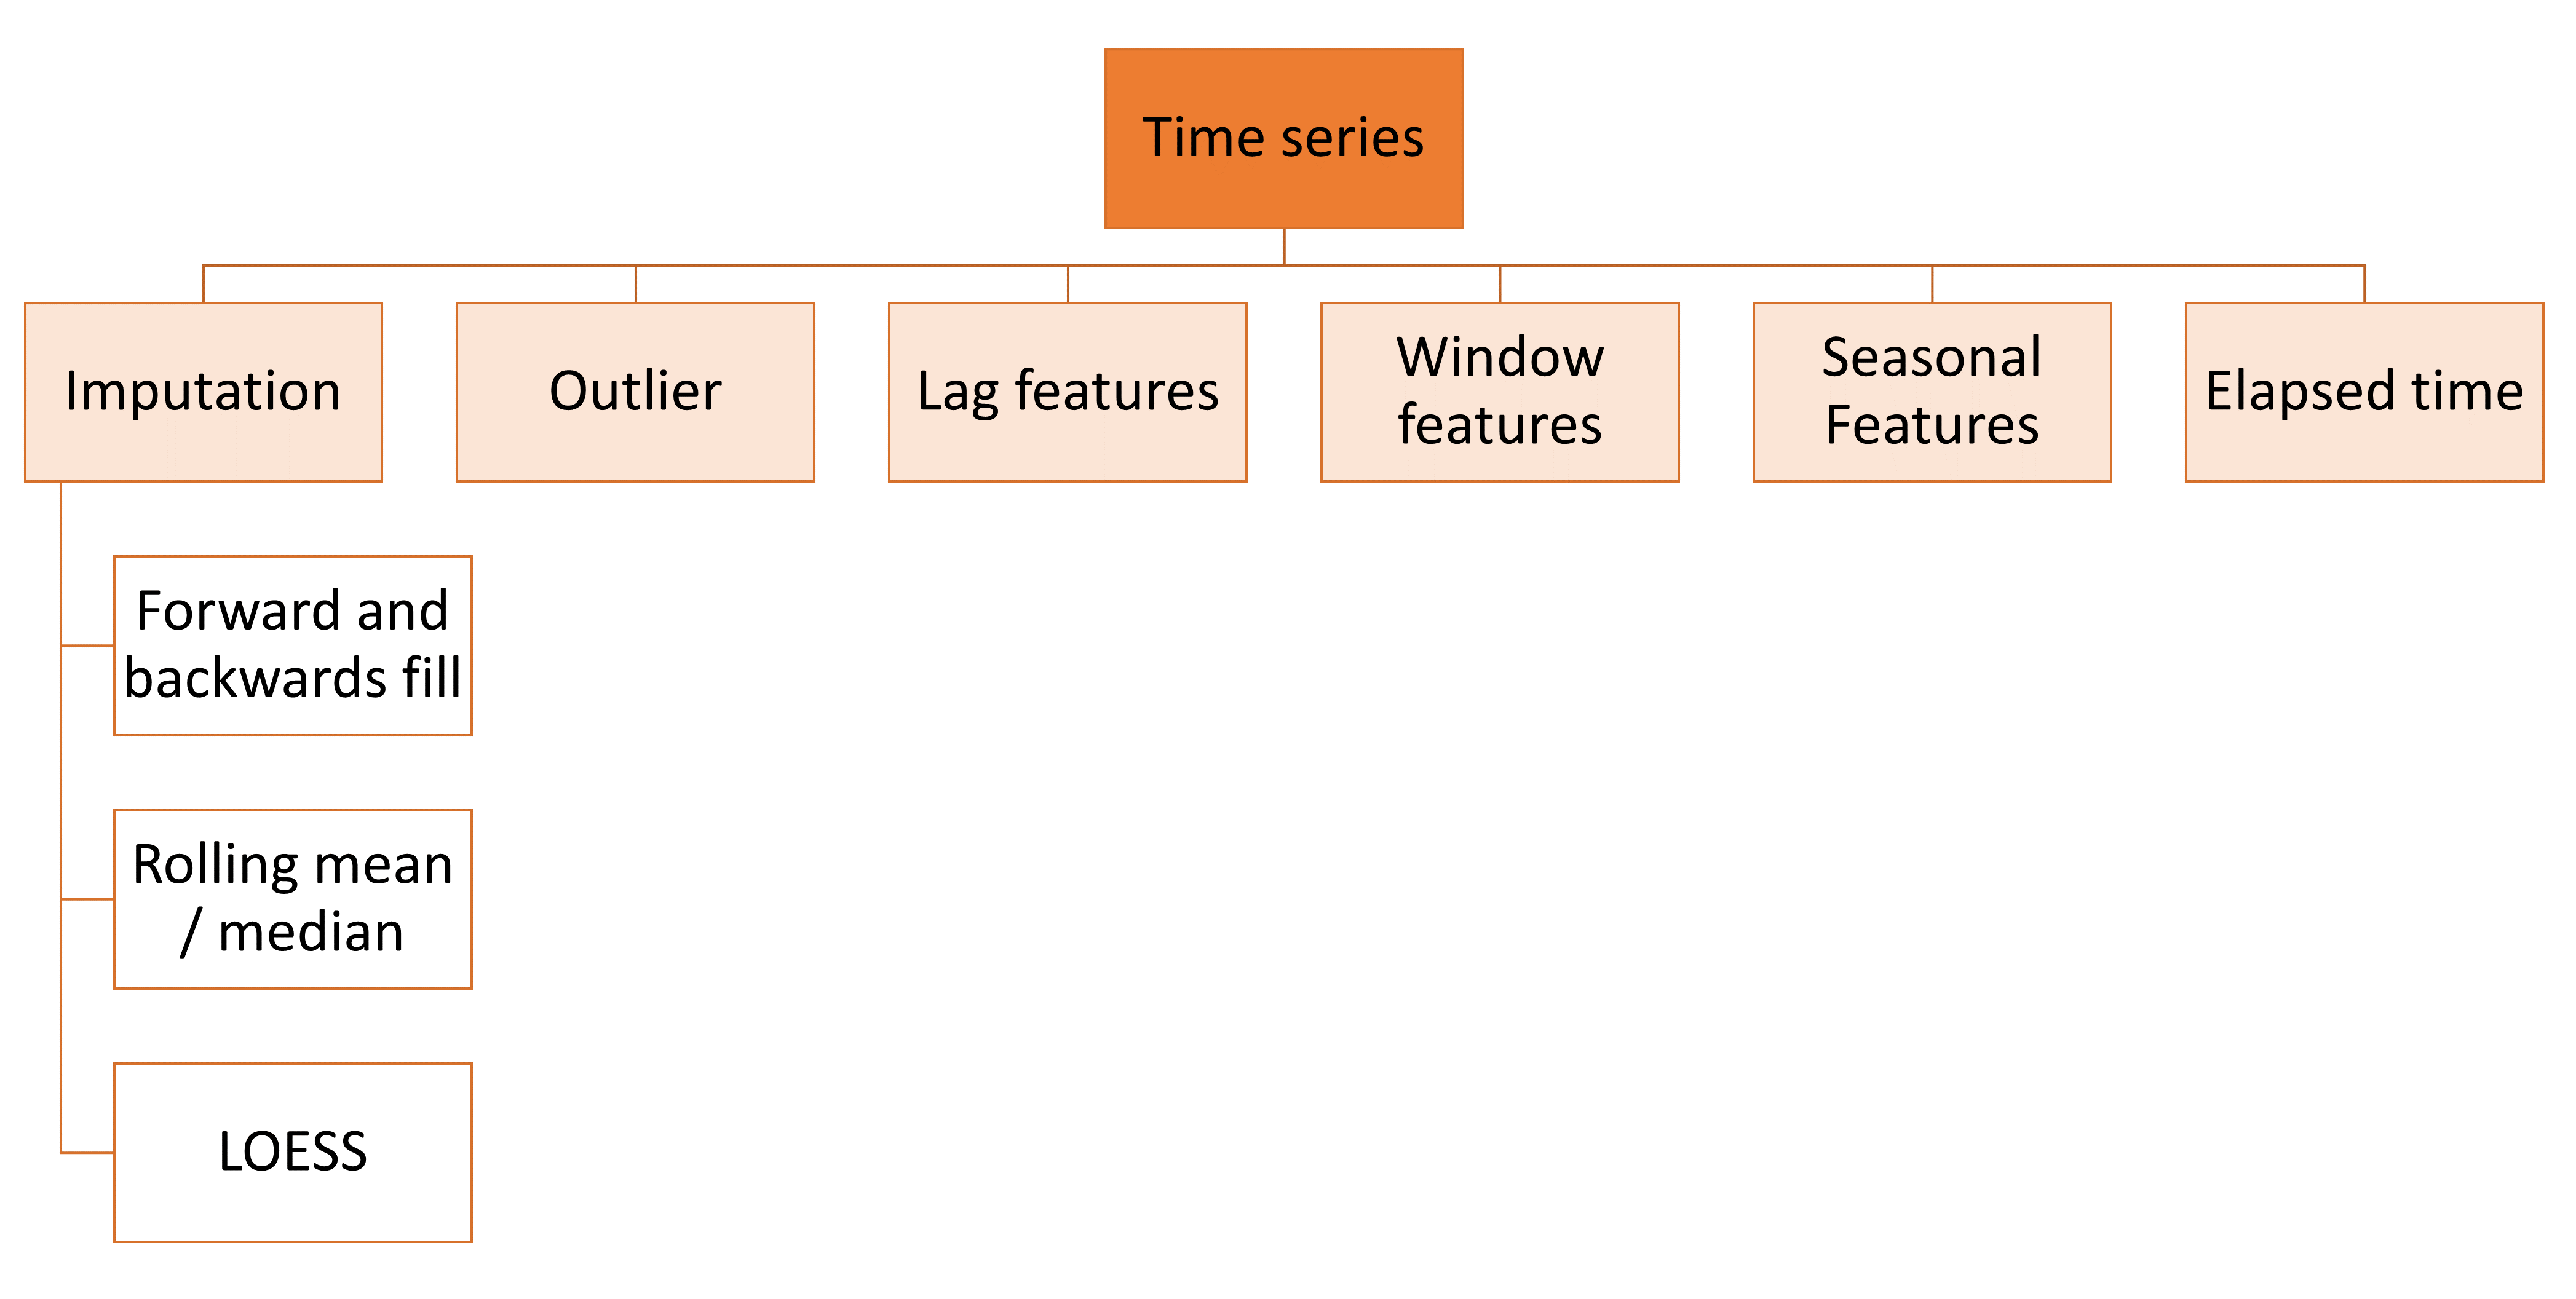 Time series
Imputation
Outlier
Lag features
Window
features
Seasonal
Features
Elapsed time
Forward and
backwards fill
Rolling mean
/ median
LOESS